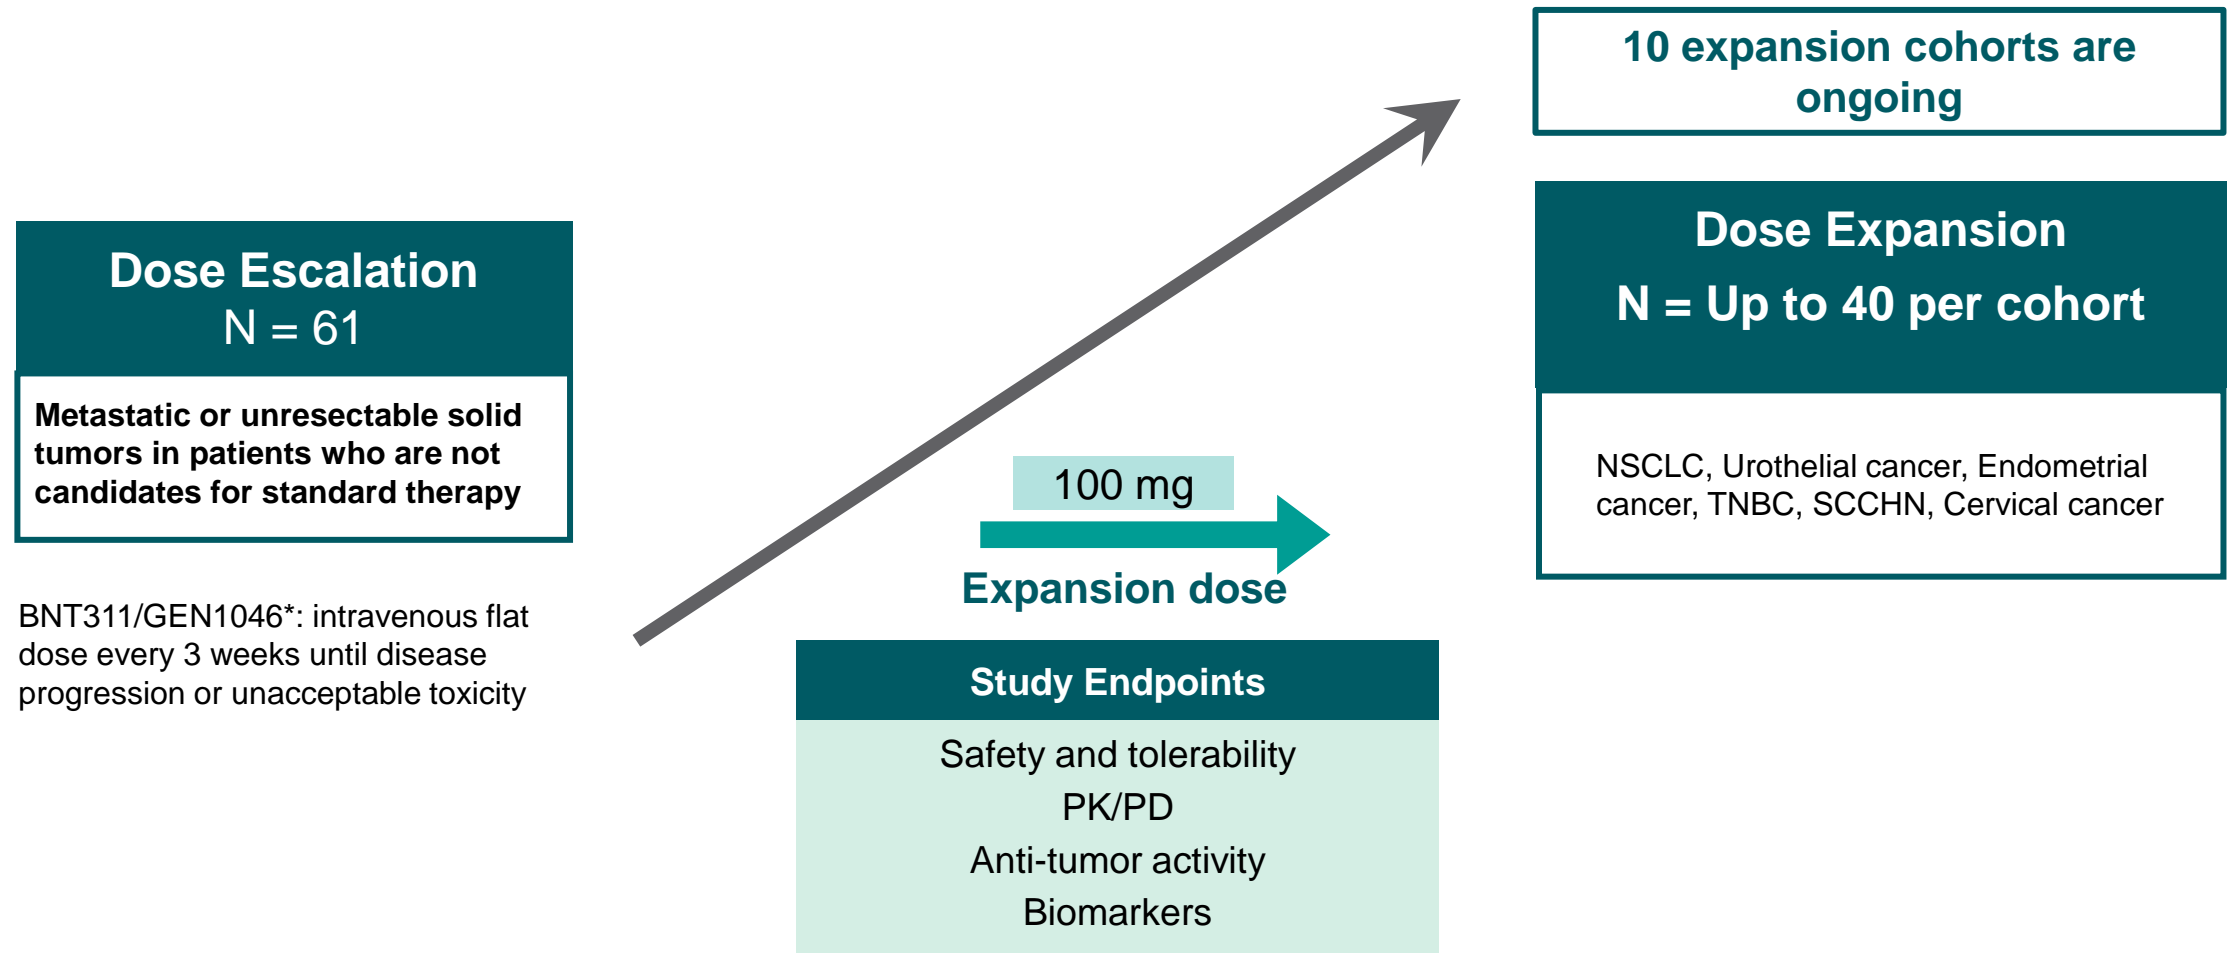 Dose Escalation
N = 61
Metastatic or unresectable solid
tumors in patients who are not
candidates for standard therapy
BNT311/GEN1046*: intravenous flat
dose every 3 weeks until disease
progression or unacceptable toxicity
100 mg
Expansion dose
Study Endpoints
Safety and tolerability
PK/PD
Anti-tumor activity
Biomarkers
10 expansion cohorts are
ongoing
Dose Expansion
N = Up to 40 per cohort
NSCLC, Urothelial cancer, Endometrial
cancer, TNBC, SCCHN, Cervical cancer